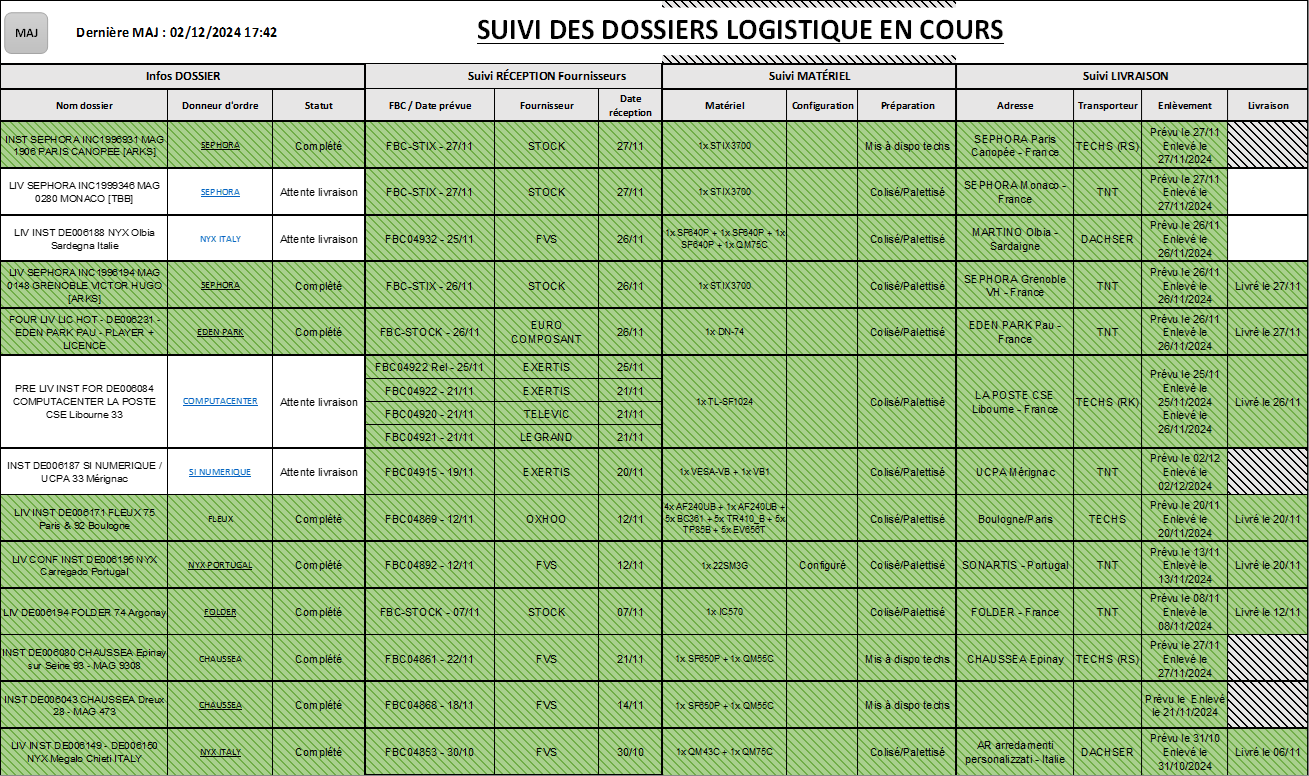 MAJ
Dernière MAJ : 02/12/2024 17:42
SUIVI DES DOSSIERS LOGISTIQUE EN COURS
Infos DOSSIER
Suivi RÉCEPTION Fournisseurs
Suivi MATÉRIEL
Suivi LIVRAISON
Nom dossier
Donneur d'ordre
Statut
FBC / Date prévue
Fournisseur
Date
réception
Matériel
Configuration
Préparation
Adresse
Transporteur
Enlèvement
Livraison
INST SEPHORA INC1996931 MAG
1906 PARIS CANOPEE [ARKS]
SEPHORA
Complété
FBC-STIX - 27/11
STOCK
27/11
1x STIX3700
Mis à dispo techs
SEPHORA Paris
Canopée - France
TECHS (RS)
Prévu le 27/11
Enlevé le
27/11/2024
LIV SEPHORA INC1999346 MAG
0280 MONACO [TBB]
SEPHORA
Attente livraison
FBC-STIX - 27/11
STOCK
27/11
1x STIX3700
Colisé/Palettisé
SEPHORA Monaco -
France
TNT
Prévu le 27/11
Enlevé le
27/11/2024
LIV INST DE006188 NYX Olbia
Sardegna Italie
NYX ITALY
Attente livraison
FBC04932 - 25/11
FVS
26/11
1x SF640P + 1x SF640P + 1x
SF640P + 1x QM75C
Colisé/Palettisé
MARTINO Olbia -
Sardaigne
DACHSER
Prévu le 26/11
Enlevé le
26/11/2024
LIV SEPHORA INC1996194 MAG
0148 GRENOBLE VICTOR HUGO
[ARKS]
SEPHORA
Complété
FBC-STIX - 26/11
STOCK
26/11
1x STIX3700
Colisé/Palettisé
SEPHORA Grenoble
VH - France
TNT
Prévu le 26/11
Enlevé le
26/11/2024
Livré le 27/11
FOUR LIV LIC HOT - DE006231 -
EDEN PARK PAU - PLAYER +
LICENCE
EDEN PARK
Complété
FBC-STOCK - 26/11
EURO
COMPOSANT
26/11
1x DN-74
Colisé/Palettisé
EDEN PARK Pau -
France
TNT
Prévu le 26/11
Enlevé le
26/11/2024
Livré le 27/11
PRE LIV INST FOR DE006084
COMPUTACENTER LA POSTE
CSE Libourne 33
COMPUTACENTER
Attente livraison
FBC04922 Rel - 25/11
EXERTIS
25/11
FBC04922 - 21/11
EXERTIS
21/11
FBC04920 - 21/11
TELEVIC
21/11
FBC04921 - 21/11
LEGRAND
21/11
1x TL-SF1024
Colisé/Palettisé
LA POSTE CSE
Libourne - France
TECHS (RK)
Prévu le 25/11
Enlevé le
25/11/2024
Enlevé le
26/11/2024
Livré le 26/11
INST DE006187 SI NUMERIQUE /
UCPA 33 Mérignac
SI NUMERIQUE
Attente livraison
FBC04915 - 19/11
EXERTIS
20/11
1x VESA-VB + 1x VB1
Colisé/Palettisé
UCPA Mérignac
TNT
Prévu le 02/12
Enlevé le
02/12/2024
LIV INST DE006171 FLEUX 75
Paris & 92 Boulogne
FLEUX
Complété
FBC04869 - 12/11
OXHOO
12/11
4x AF240UB + 1x AF240UB +
5x BC361 + 5x TR410_B + 5x
TP85B + 5x EV656T
Colisé/Palettisé
Boulogne/Paris
TECHS
Prévu le 20/11
Enlevé le
20/11/2024
Livré le 20/11
LIV CONF INST DE006195 NYX
Carregado Portugal
NYX PORTUGAL
Complété
FBC04892 - 12/11
FVS
12/11
1x 22SM3G
Configuré
Colisé/Palettisé
SONARTIS - Portugal
TNT
Prévu le 13/11
Enlevé le
13/11/2024
Livré le 20/11
LIV DE006194 FOLDER 74 Argonay
FOLDER
Complété
FBC-STOCK - 07/11
STOCK
07/11
1x IC570
Colisé/Palettisé
FOLDER - France
TNT
Prévu le 08/11
Enlevé le
08/11/2024
Livré le 12/11
INST DE006080 CHAUSSEA Epinay
sur Seine 93 - MAG 9308
CHAUSSEA
Complété
FBC04861 - 22/11
FVS
21/11
1x SF650P + 1x QM55C
Mis à dispo techs
CHAUSSEA Epinay
TECHS (RS)
Prévu le 27/11
Enlevé le
27/11/2024
INST DE006043 CHAUSSEA Dreux
28 - MAG 473
CHAUSSEA
Complété
FBC04868 - 18/11
FVS
14/11
1x SF650P + 1x QM55C
Mis à dispo techs
Prévu le Enlevé
le 21/11/2024
LIV INST DE006149 - DE006150
NYX Megalo Chieti ITALY
NYX ITALY
Complété
FBC04853 - 30/10
FVS
30/10
1x QM43C + 1x QM75C
Colisé/Palettisé
AR arredamenti
personalizzati - Italie
DACHSER
Prévu le 31/10
Enlevé le
31/10/2024
Livré le 06/11